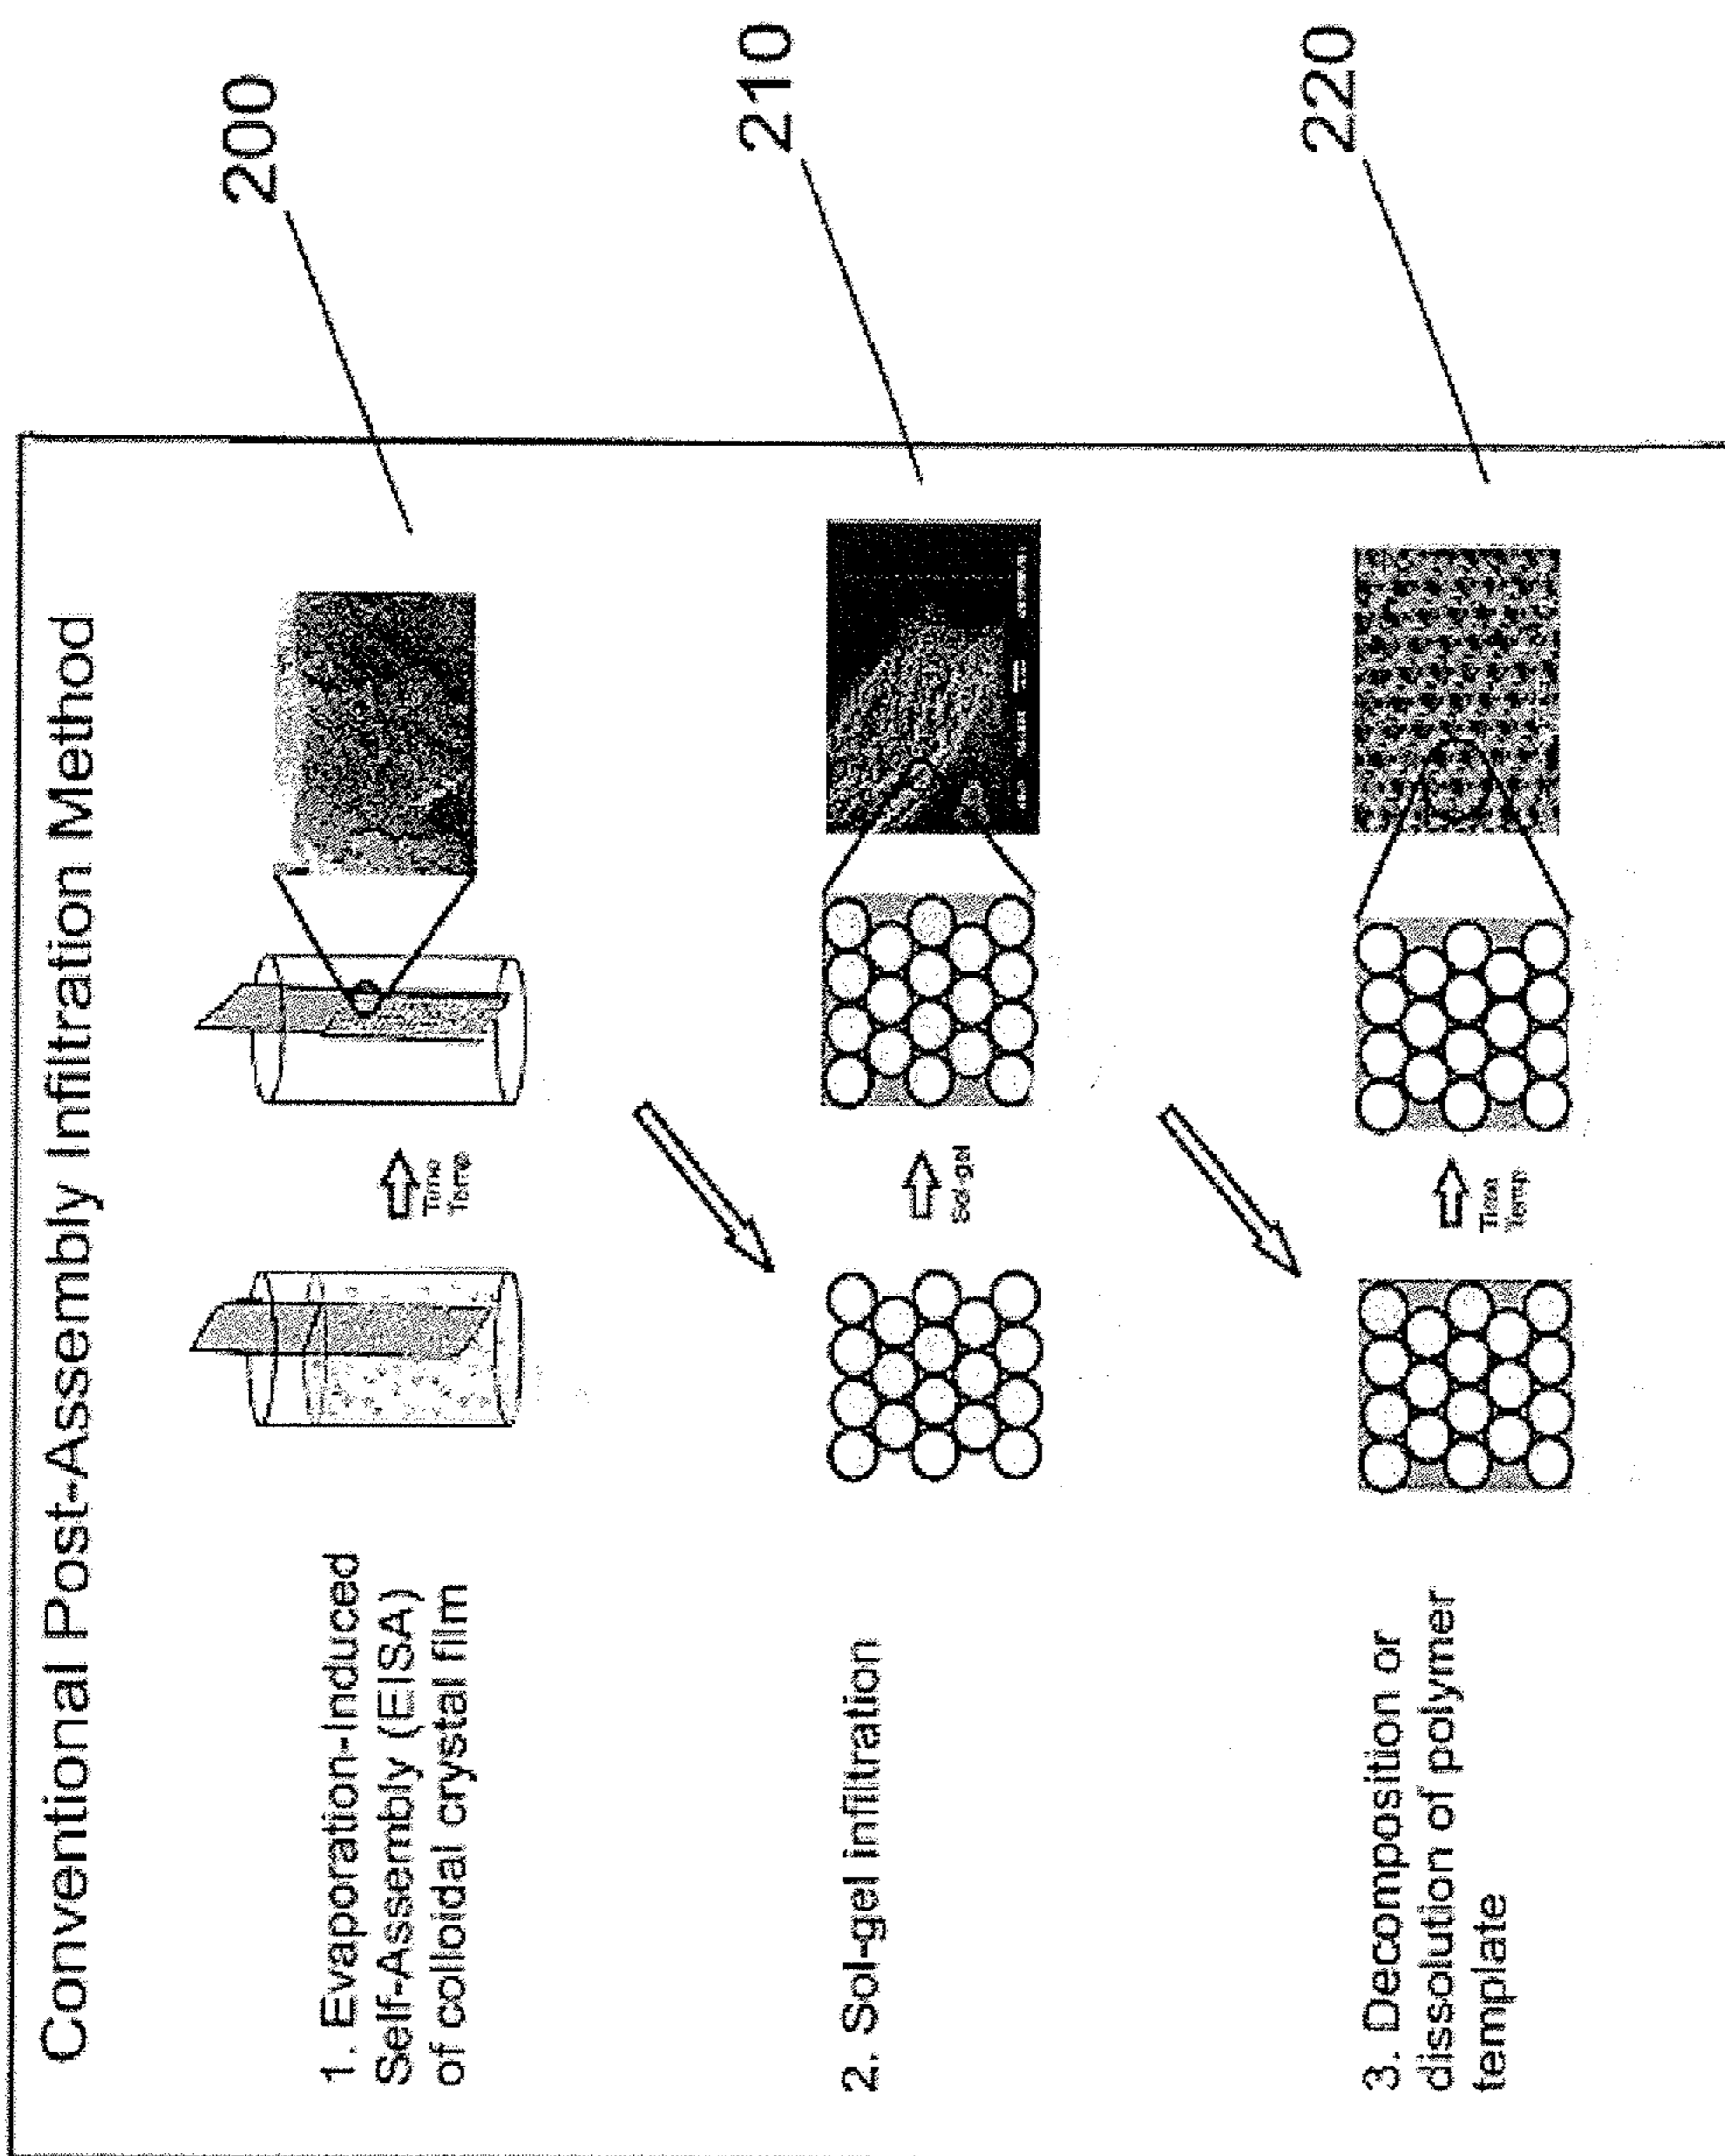 Conventional Post-Assembly Infiltration Method
1. Evaporation-Induced
Self-Assembly (EISA)
of colloidal crystal film
Time
Temp
200
2. Sol-gel infiltration
Sol-gel
210
3. Decomposition or
dissolution of polymer
template
Time
Temp
220